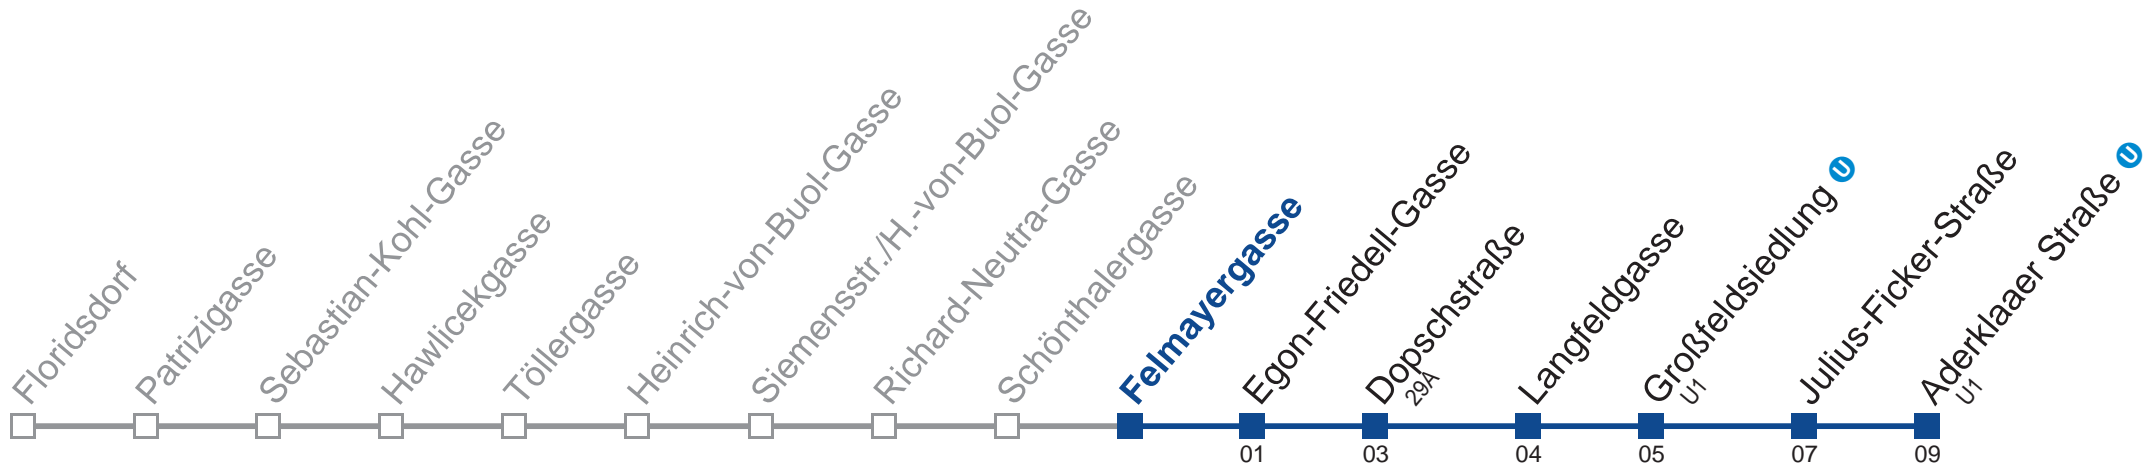 Floridsdorf
Patrizigasse
Sebastian-Kohl-Gasse
Hawlicekgasse
Töllergasse
Heinrich-von-Buol-Gasse
Siemensstr./H.-von-Buol-Gasse
Richard-Neutra-Gasse
Schönthalergasse
Felmayergasse
Egon-Friedell-Gasse
01
Dopschstraße
29A
03
Langfeldgasse
04
Großfeldsiedlung U
U1
05
Julius-Ficker-Straße
07
Aderklaaer Straße U
U1
09